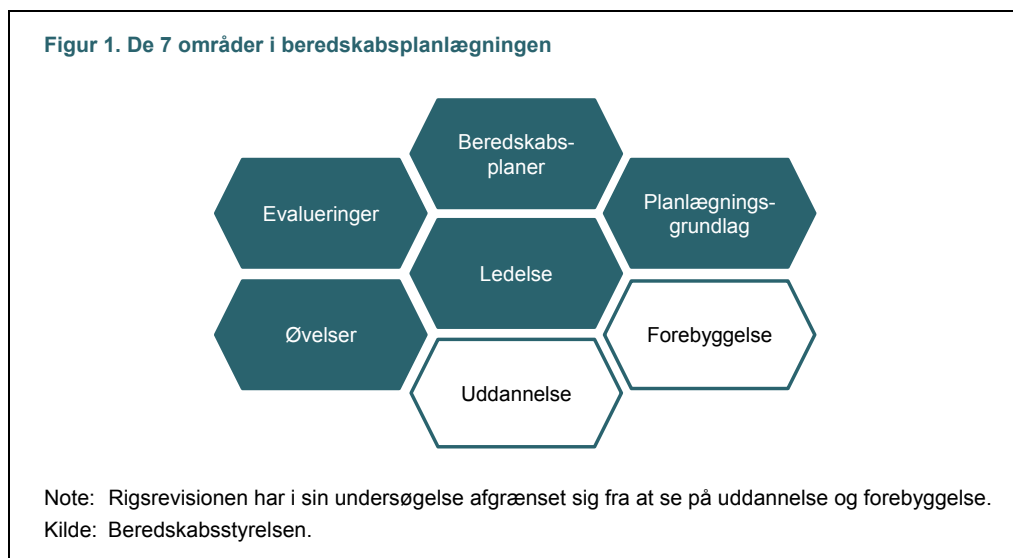 Figur 1. De 7 områder i beredskabsplanlægningen
Beredskabs-
planer
Evalueringer
Planlægnings-
grundlag
Ledelse
Øvelser
Forebyggelse
Uddannelse
Note: Rigsrevisionen har i sin undersøgelse afgrænset sig fra at se på uddannelse og forebyggelse.
Kilde: Beredskabsstyrelsen.